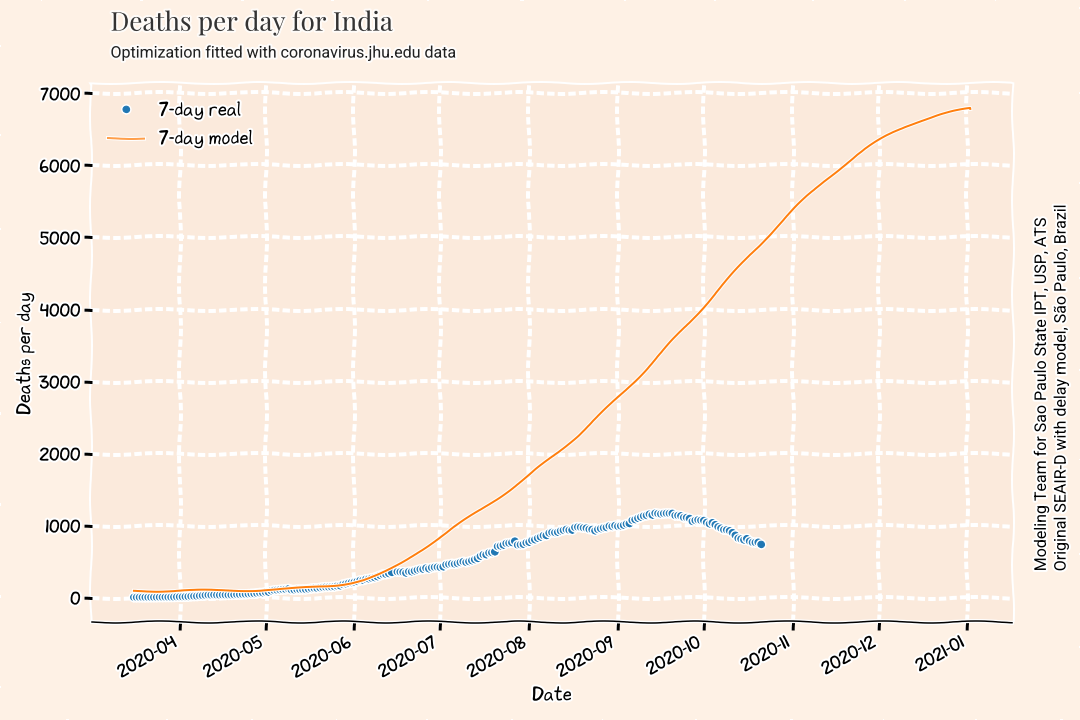 Deaths per day for India
Optimization fitted with coronavirus.jhu.edu data
7-day real
7-day model
7000
6000
5000
4000
3000
2000
1000
0
Deaths per day
2020-04
2020-05
2020-06
2020-07
2020-08
2020-09
2020-10
2020-11
2020-12
2021-01
Date
Modeling Team for Sao Paulo State IPT, USP, ATS
Original SEAIR-D with delay model, São Paulo, Brazil